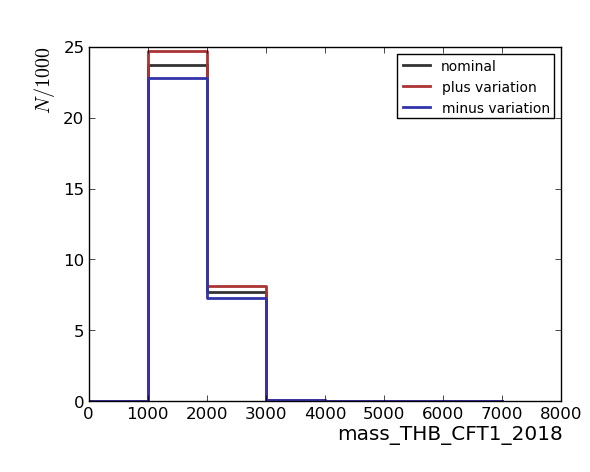 N/1000
25
20
15
10
5
0
0 1000 2000 3000 4000 5000 6000 7000 8000
mass_THB_CFT1_2018
nominal
plus variation
minus variation